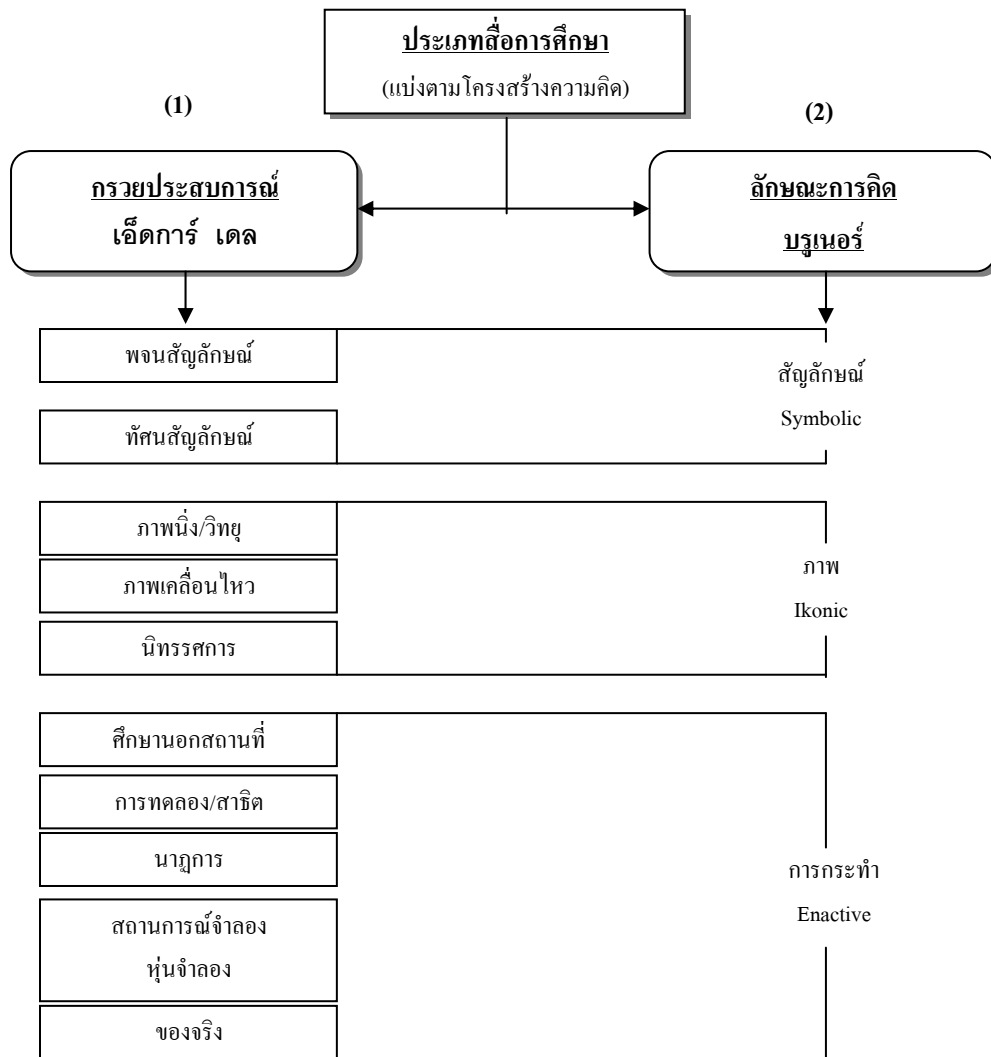 ประเภทสื่อการศึกษา
(แบ่งตามโครงสร้างความคิด)
(1)
(2)
กรวยประสบการณ์
เอ็ดการ์ เดล
ลักษณะการคิด
บรูเนอร์
พจนสัญลักษณ์
ทัศนสัญลักษณ์
สัญลักษณ์
Symbolic
ภาพนิ่ง/วิทยุ
ภาพเคลื่อนไหว
นิทรรศการ
ภาพ
Ikonic
ศึกษานอกสถานที่
การทดลอง/สาธิต
นาฏการ
สถานการณ์จำลอง
หุ่นจำลอง
ของจริง
การกระทำ
Enactive